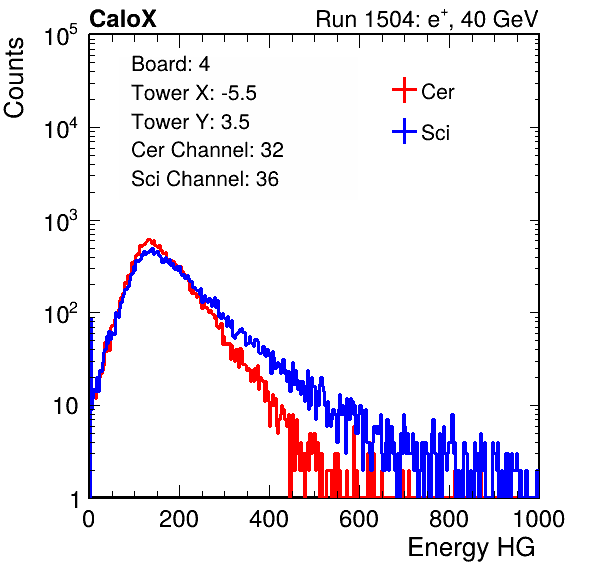 CaloX Run 1504: e⁺, 40 GeV
Counts
10⁵
10⁴
10³
10²
10
1
Board: 4
Tower X: -5.5
Tower Y: 3.5
Cer Channel: 32
Sci Channel: 36
Cer
Sci
0 200 400 600 800 1000
Energy HG